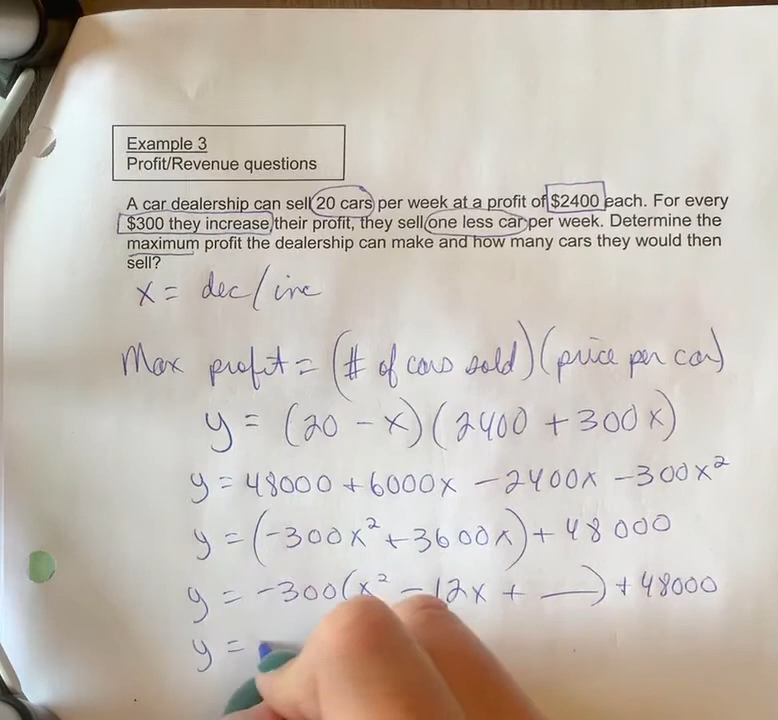 Example 3
Profit/Revenue questions
A car dealership can sell 20 cars per week at a profit of $2400 each. For every
$300 they increase their profit, they sell one less car per week. Determine the
maximum profit the dealership can make and how many cars they would then
sell?
x = dec/inc
Max profit = (# of cars sold)(price per car)
y = (20 - x)(2400 + 300x)
y = 48000 + 6000x - 2400x - 300x²
y = (-300x² + 3600x) + 48000
y = -300(x² - 12x + __) + 48000
y =